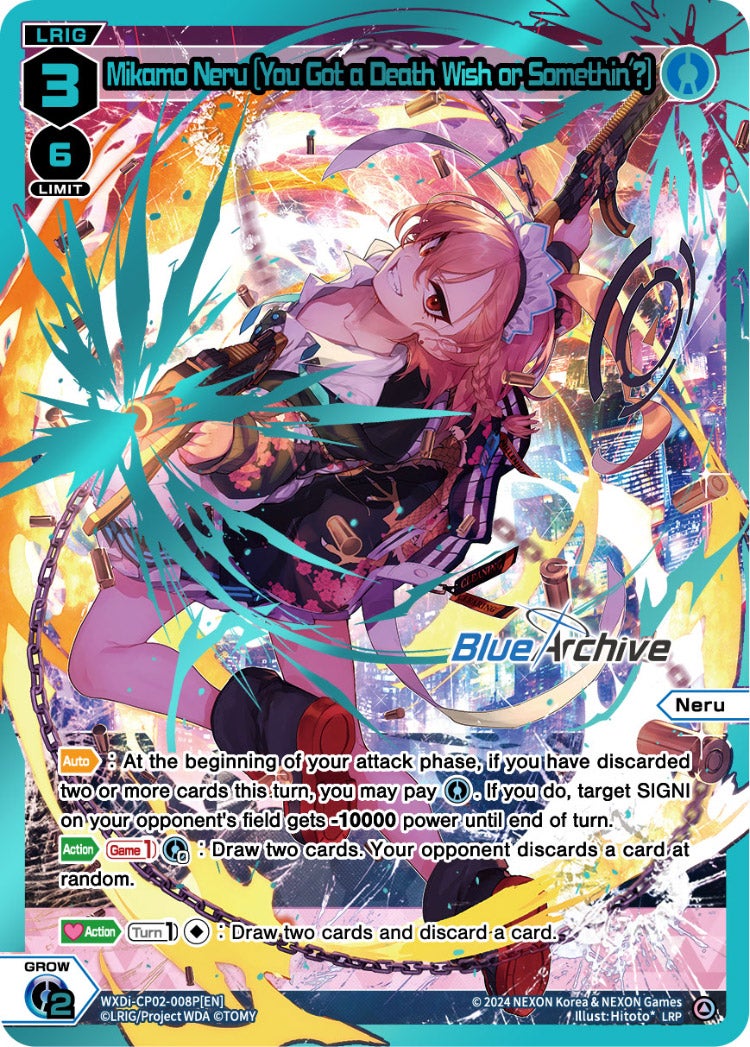 LRIG
3
Mikamo Neru [You Got a Death Wish or Somethin'?]
6
LIMIT
CLEANING
Blue Archive
Neru
Auto : At the beginning of your attack phase, if you have discarded
two or more cards this turn, you may pay . If you do, target SIGNI
on your opponent's field gets -10000 power until end of turn.
Action Game 1 0 : Draw two cards. Your opponent discards a card at
random.
Action Turn 1 : Draw two cards and discard a card.
GROW
2
WXDi-CP02-008P[EN]
©LRIG/Project WDA ©TOMY
© 2024 NEXON Korea & NEXON Games
Illust:Hitoto* LRP